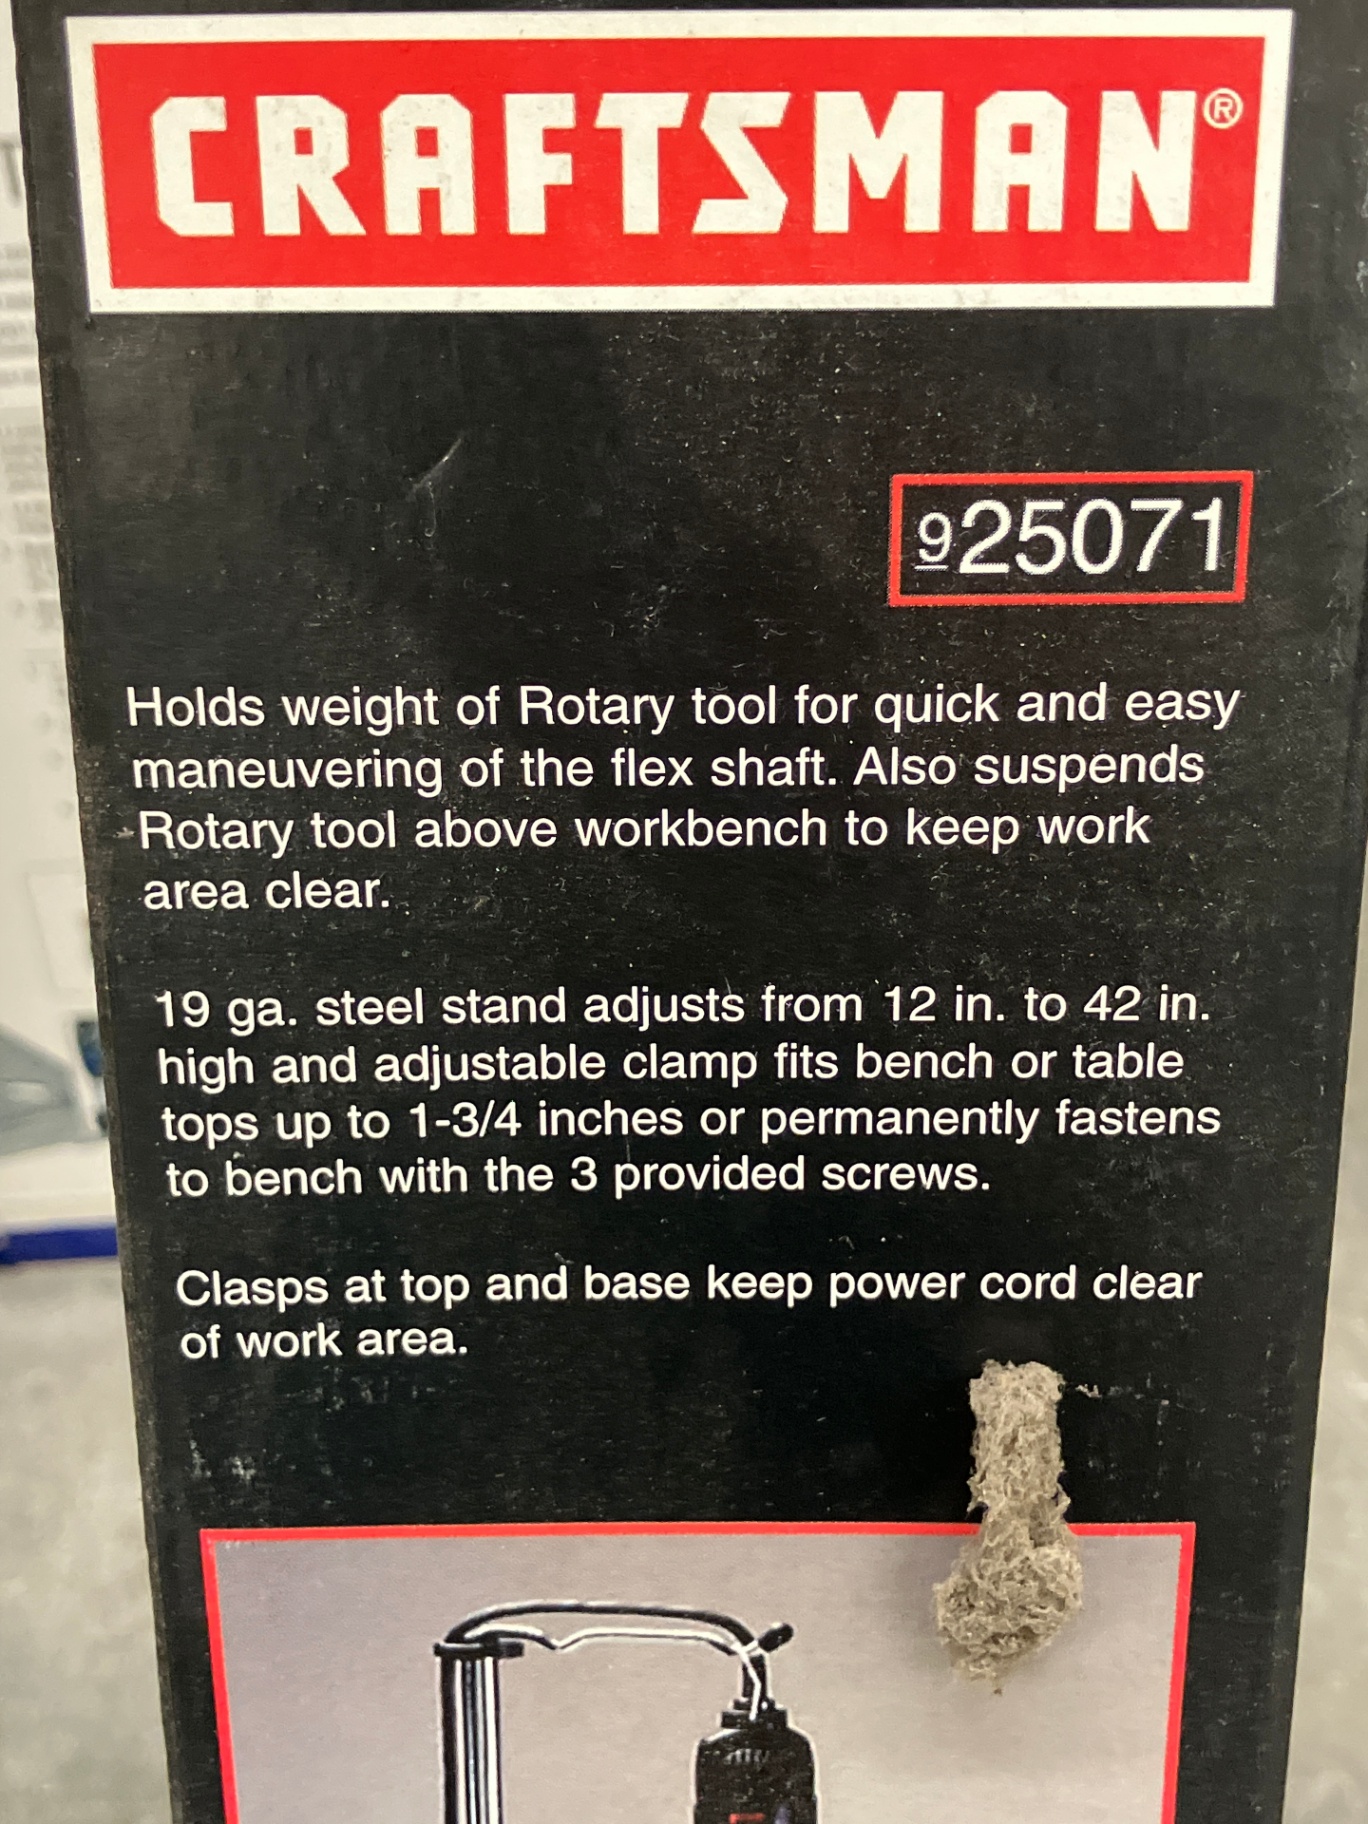 CRAFTSMAN®
925071
Holds weight of Rotary tool for quick and easy
maneuvering of the flex shaft. Also suspends
Rotary tool above workbench to keep work
area clear.
19 ga. steel stand adjusts from 12 in. to 42 in.
high and adjustable clamp fits bench or table
tops up to 1-3/4 inches or permanently fastens
to bench with the 3 provided screws.
Clasps at top and base keep power cord clear
of work area.